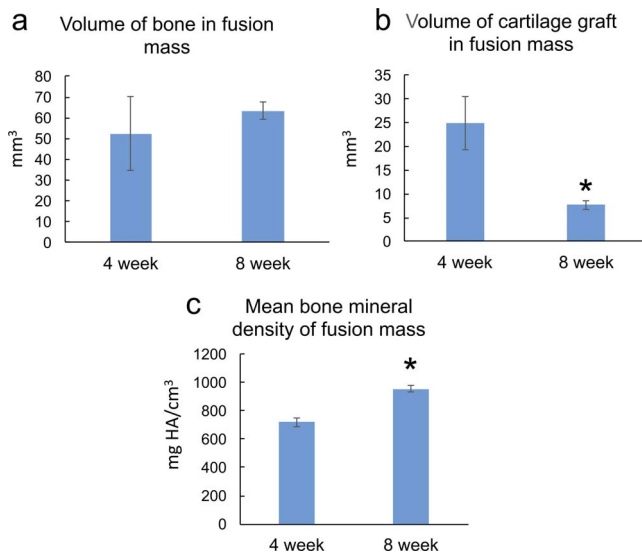 a
Volume of bone in fusion
mass
mm³
80
70
60
50
40
30
20
10
0
4 week
8 week
b
Volume of cartilage graft
in fusion mass
mm³
35
30
25
20
15
10
5
0
*
4 week
8 week
c
Mean bone mineral
density of fusion mass
mg HA/cm³
1200
1000
800
600
400
200
0
*
4 week
8 week